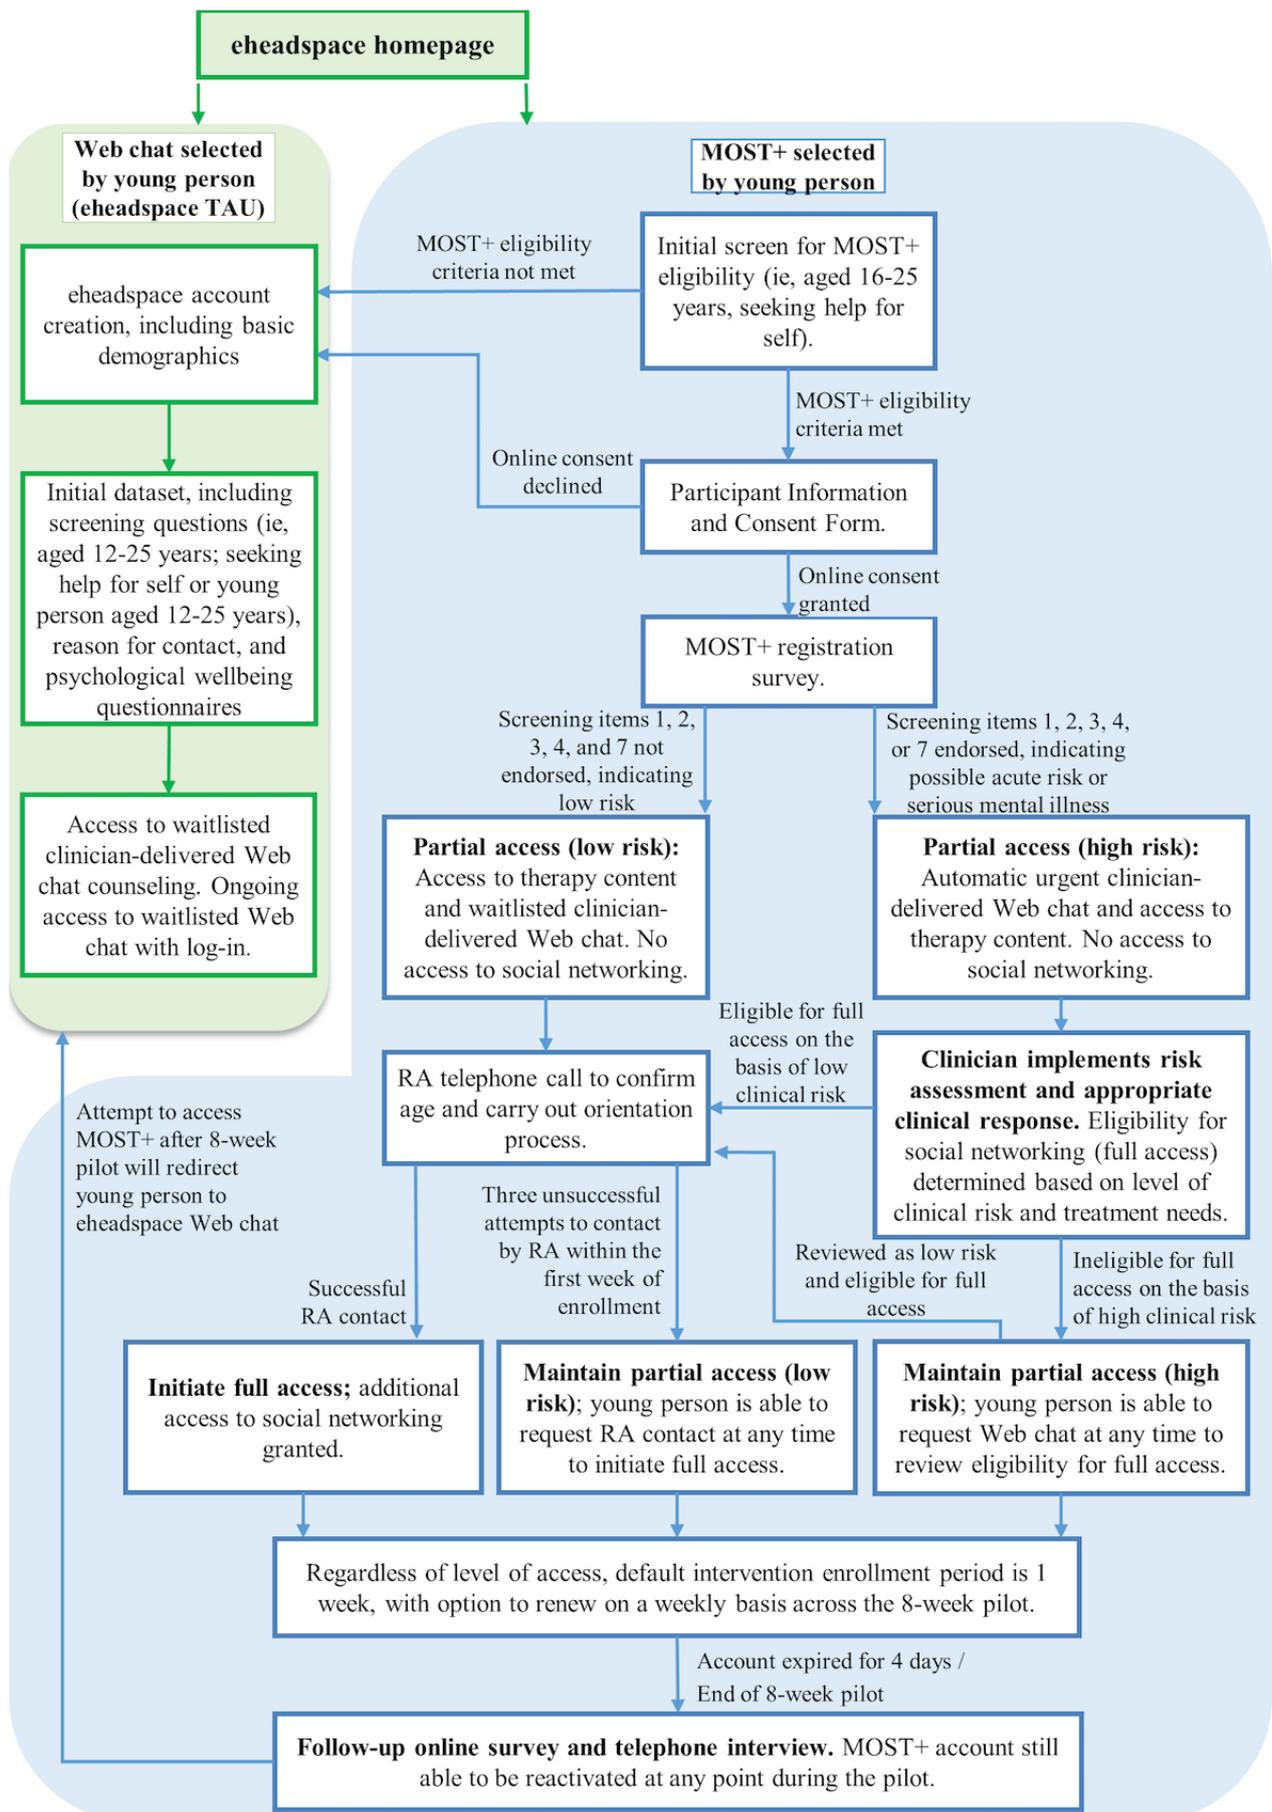 eheadspace homepage
Web chat selected
by young person
(eheadspace TAU)
eheadspace account
creation, including basic
demographics
Initial dataset, including
screening questions (ie,
aged 12-25 years; seeking
help for self or young
person aged 12-25 years),
reason for contact, and
psychological wellbeing
questionnaires
Access to waitlisted
clinician-delivered Web
chat counseling. Ongoing
access to waitlisted Web
chat with log-in.
MOST+ selected
by young person
Initial screen for MOST+
eligibility (ie, aged 16-25
years, seeking help for
self).
MOST+ eligibility
criteria not met
MOST+ eligibility
criteria met
Online consent
declined
Participant Information
and Consent Form.
Online consent
granted
MOST+ registration
survey.
Screening items 1, 2,
3, 4, and 7 not
endorsed, indicating
low risk
Screening items 1, 2, 3, 4,
or 7 endorsed, indicating
possible acute risk or
serious mental illness
Partial access (low risk):
Access to therapy content
and waitlisted clinician-
delivered Web chat. No
access to social networking.
Partial access (high risk):
Automatic urgent clinician-
delivered Web chat and access to
therapy content. No access to
social networking.
Eligible for full
access on the
basis of low
clinical risk
RA telephone call to confirm
age and carry out orientation
process.
Clinician implements risk
assessment and appropriate
clinical response. Eligibility for
social networking (full access)
determined based on level of
clinical risk and treatment needs.
Attempt to access
MOST+ after 8-week
pilot will redirect
young person to
eheadspace Web chat
Successful
RA contact
Three unsuccessful
attempts to contact
by RA within the
first week of
enrollment
Reviewed as low risk
and eligible for full
access
Ineligible for full
access on the basis
of high clinical risk
Initiate full access; additional
access to social networking
granted.
Maintain partial access (low
risk); young person is able to
request RA contact at any time
to initiate full access.
Maintain partial access (high
risk); young person is able to
request Web chat at any time to
review eligibility for full access.
Regardless of level of access, default intervention enrollment period is 1
week, with option to renew on a weekly basis across the 8-week pilot.
Account expired for 4 days /
End of 8-week pilot
Follow-up online survey and telephone interview. MOST+ account still
able to be reactivated at any point during the pilot.